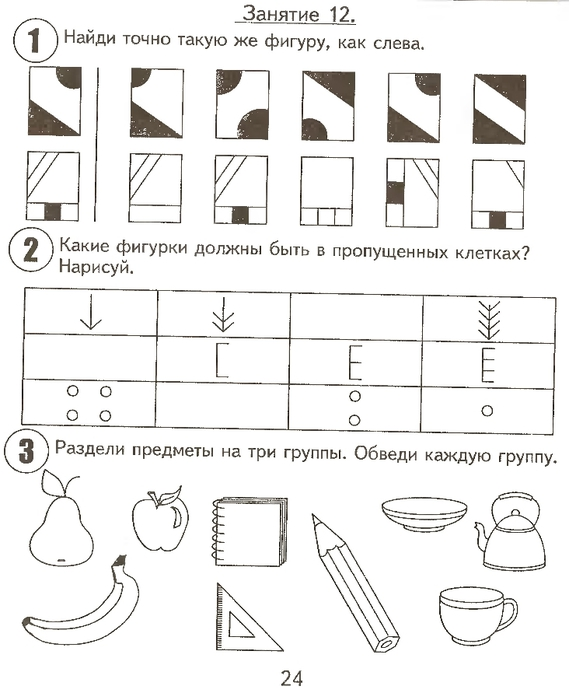 Занятие 12.
1 Найди точно такую же фигуру, как слева.
2 Какие фигурки должны быть в пропущенных клетках?
Нарисуй.
3 Раздели предметы на три группы. Обведи каждую группу.
24